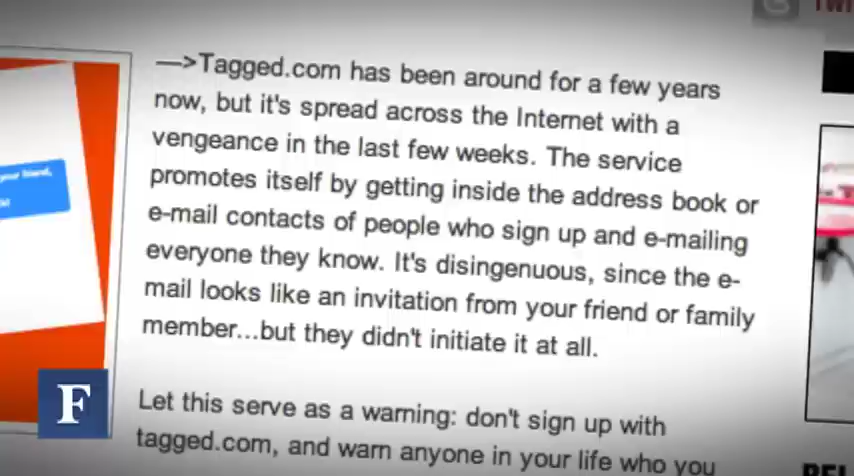 TWI
—>Tagged.com has been around for a few years
now, but it's spread across the Internet with a
vengeance in the last few weeks. The service
promotes itself by getting inside the address book or
e-mail contacts of people who sign up and e-mailing
everyone they know. It's disingenuous, since the e-
mail looks like an invitation from your friend or family
member...but they didn't initiate it at all.
your friend,
Let this serve as a warning: don't sign up with
tagged.com, and warn anyone in your life who you
F
REL